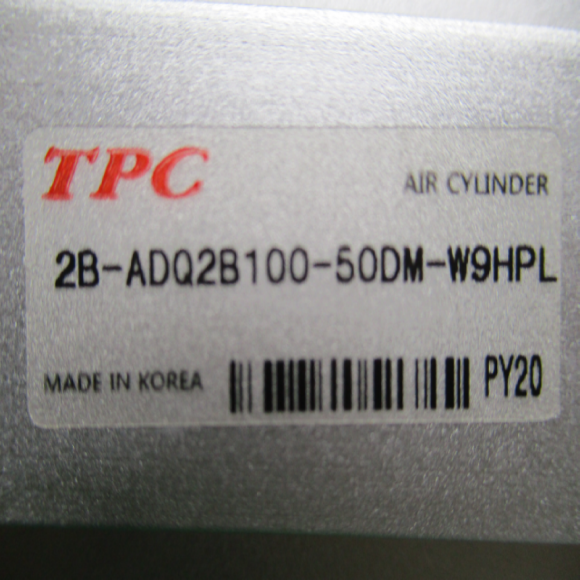 TPC AIR CYLINDER
2B-ADQ2B100-50DM-W9HPL
MADE IN KOREA PY20